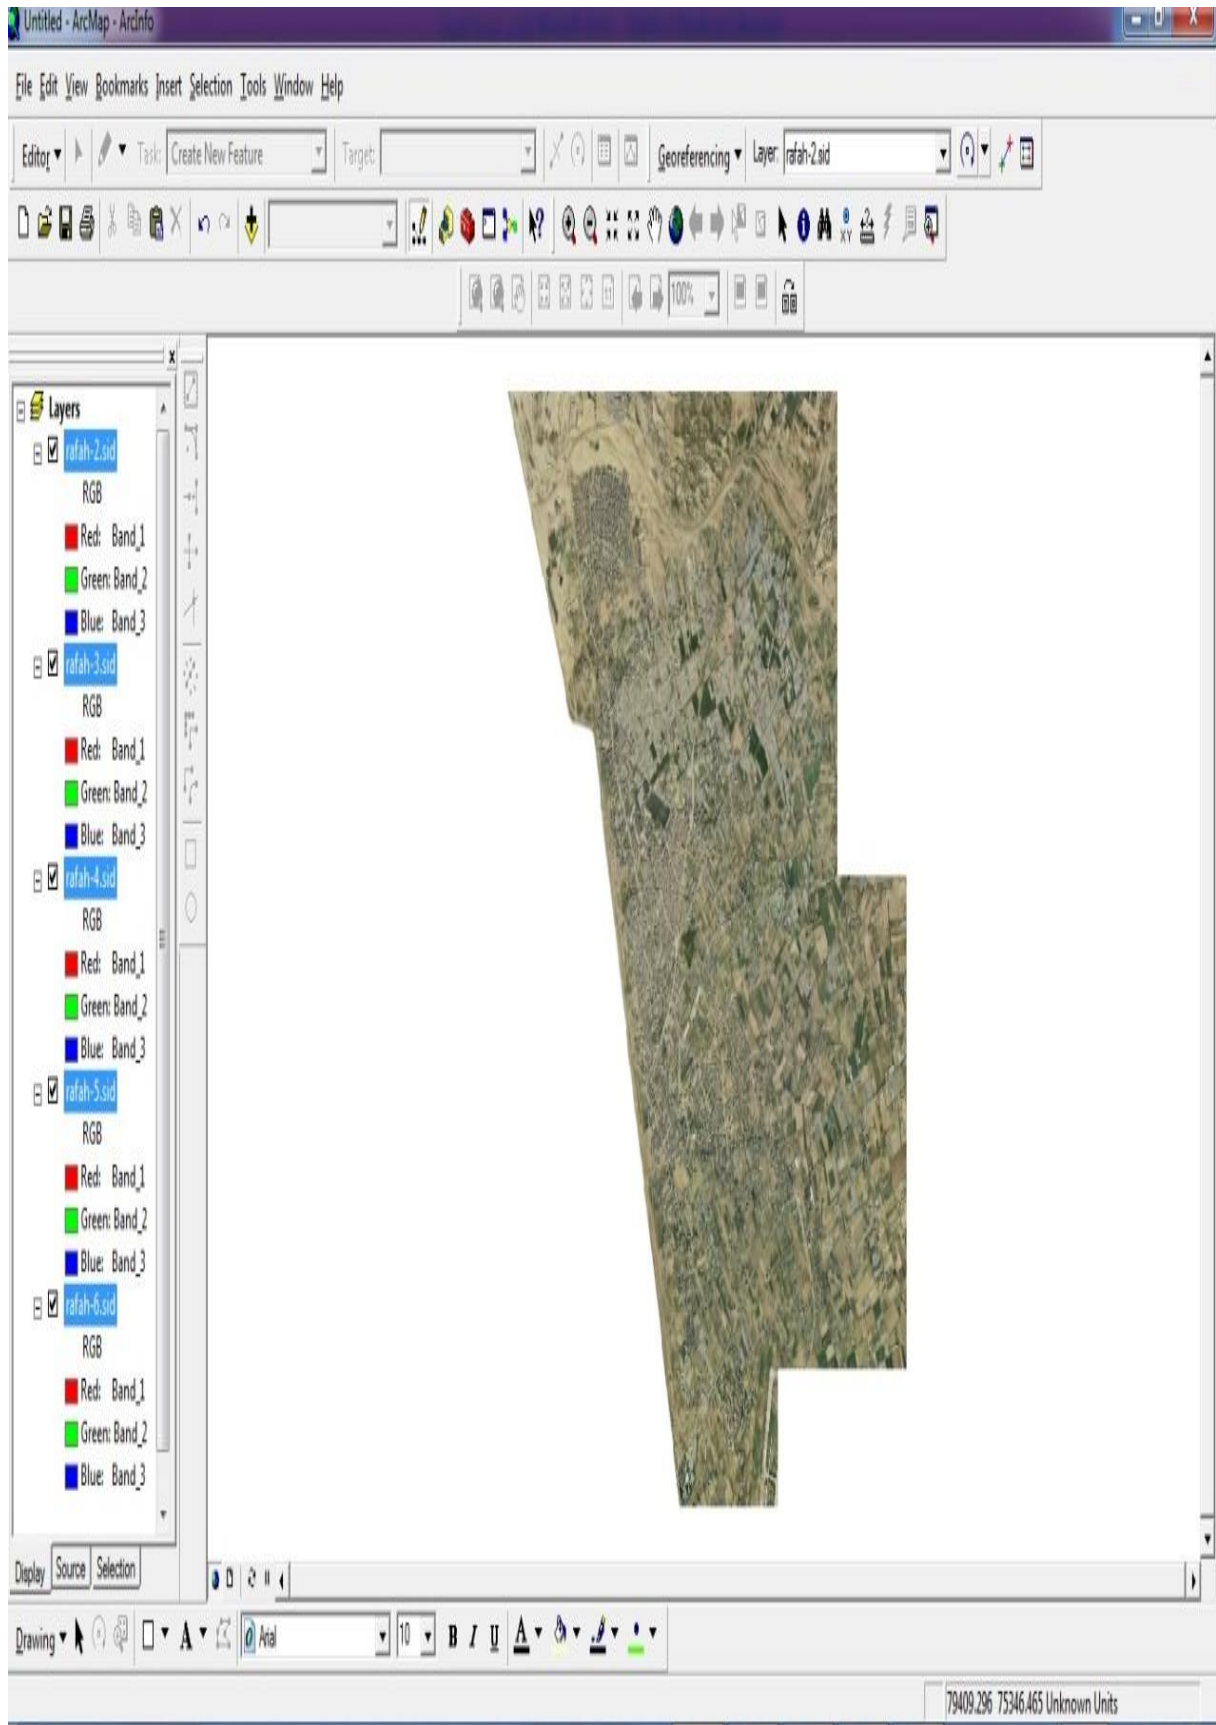 Untitled - ArcMap - ArcInfo
File Edit View Bookmarks Insert Selection Tools Window Help
Editor Task: Create New Feature Target: Georeferencing Layer: rafah-2.sid
100%
Layers
rafah-2.sid
RGB
Red: Band_1
Green: Band_2
Blue: Band_3
rafah-3.sid
RGB
Red: Band_1
Green: Band_2
Blue: Band_3
rafah-4.sid
RGB
Red: Band_1
Green: Band_2
Blue: Band_3
rafah-5.sid
RGB
Red: Band_1
Green: Band_2
Blue: Band_3
rafah-6.sid
RGB
Red: Band_1
Green: Band_2
Blue: Band_3
Display Source Selection
Drawing A Arial 10 B I U A
79409.296 75346.465 Unknown Units